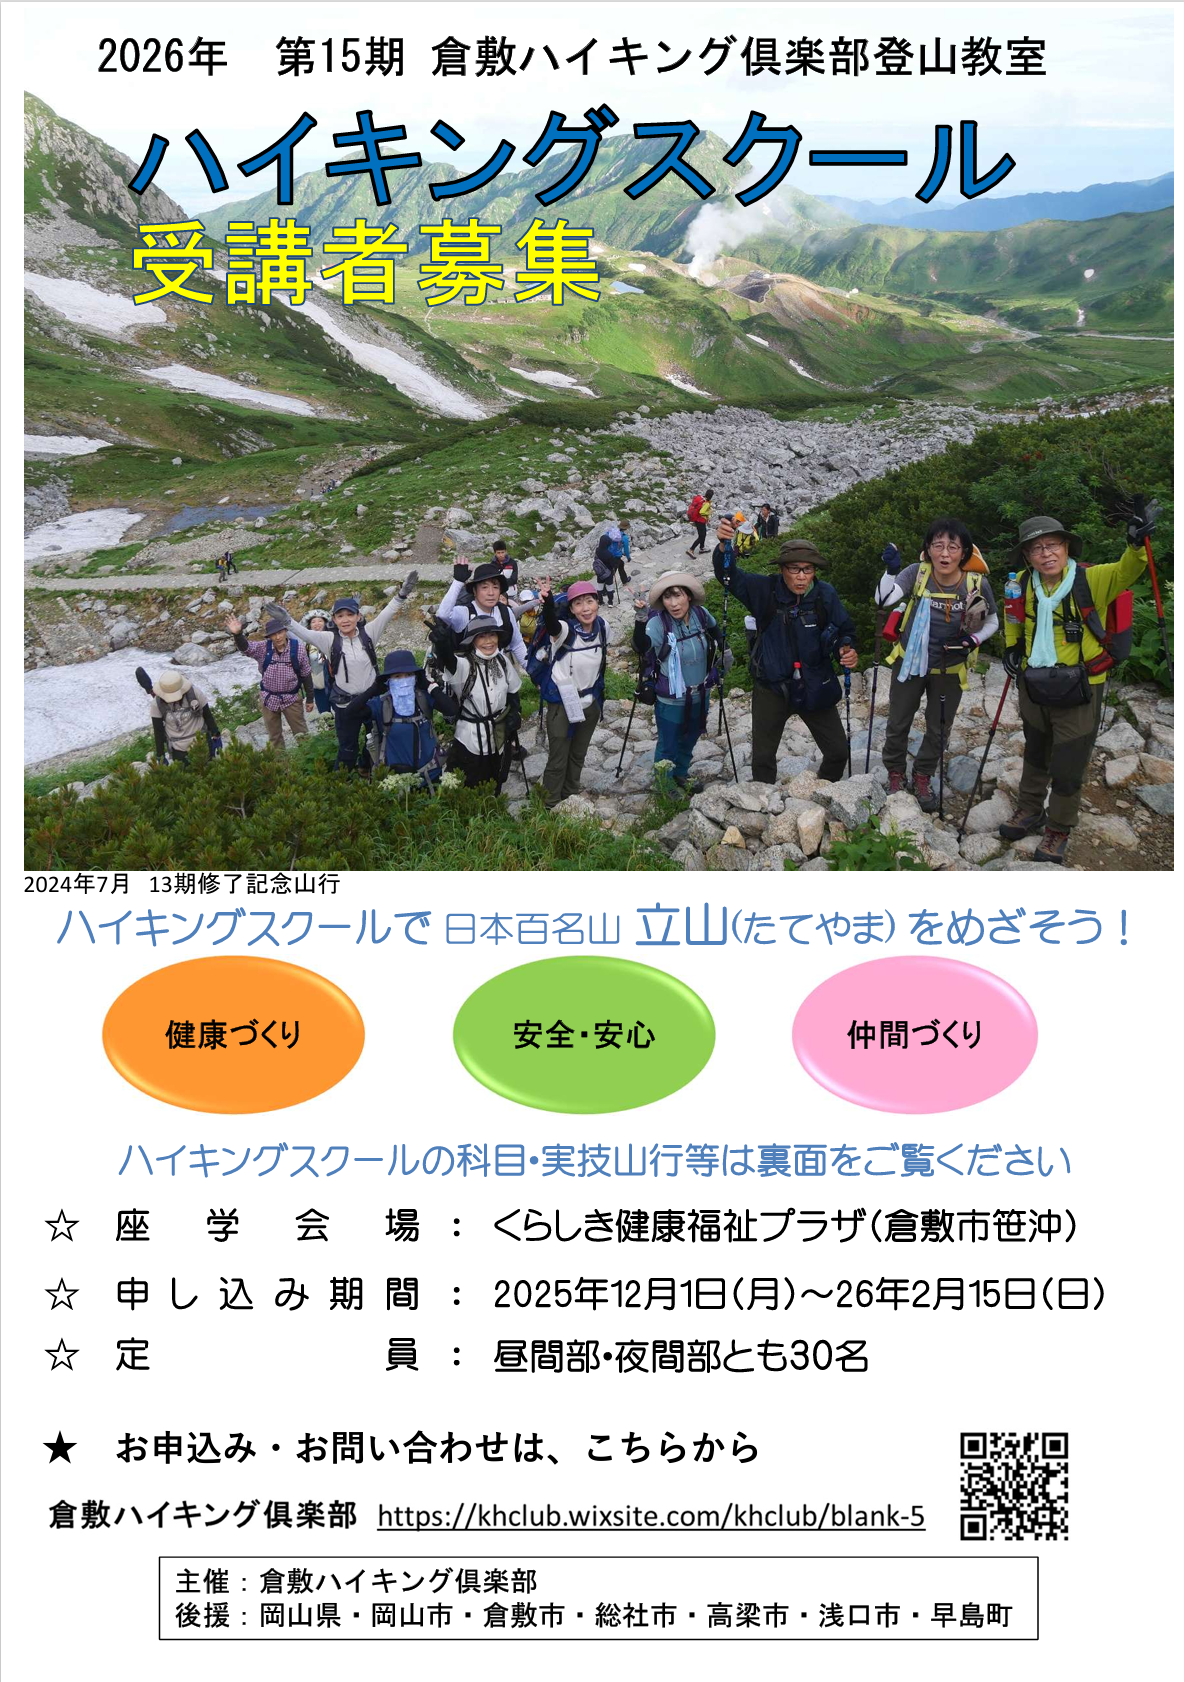 2026年　第15期 倉敷ハイキング倶楽部登山教室
ハイキングスクール
受講者募集
2024年7月　13期修了記念山行
ハイキングスクールで 日本百名山 立山(たてやま) をめざそう！
健康づくり
安全・安心
仲間づくり
ハイキングスクールの科目・実技山行等は裏面をご覧ください
☆　座　学　会　場　：　くらしき健康福祉プラザ(倉敷市笹沖)
☆　申し込み期間　：　2025年12月1日(月)～26年2月15日(日)
☆　定　　　　員　：　昼間部・夜間部とも30名
★　お申込み・お問い合わせは、こちらから
倉敷ハイキング倶楽部　https://khclub.wixsite.com/khclub/blank-5
主催：倉敷ハイキング倶楽部
後援：岡山県・岡山市・倉敷市・総社市・高梁市・浅口市・早島町